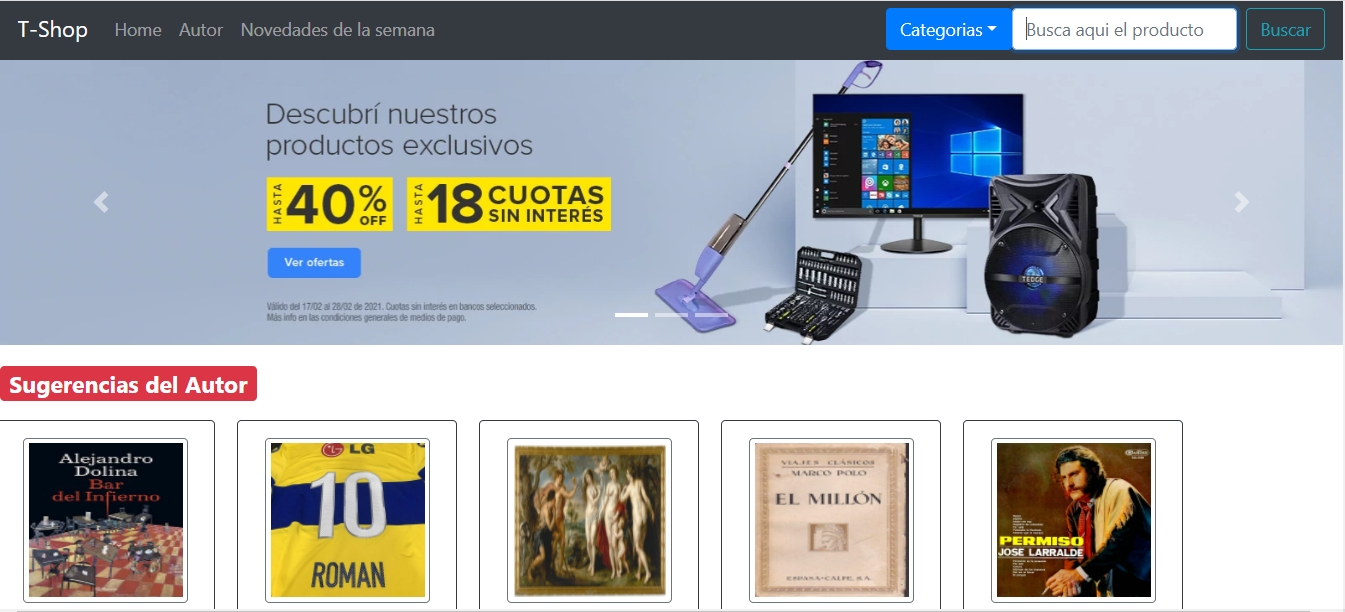 T-Shop Home Autor Novedades de la semana Categorias Busca aqui el producto Buscar
Descubrí nuestros
productos exclusivos
HASTA 40% OFF HASTA 18 CUOTAS SIN INTERÉS
Ver ofertas
Válido del 17/02 al 28/02 de 2021. Cuotas sin interés en bancos seleccionados.
Más info en las condiciones generales de medios de pago.
TEDGE
Sugerencias del Autor
Alejandro
Dolina
Bar
del Infierno
LG
10
ROMAN
VIAJES CLÁSICOS
MARCO POLO
EL MILLÓN
ESPASA-CALPE, S.A.
PERMISO
JOSE LARRALDE